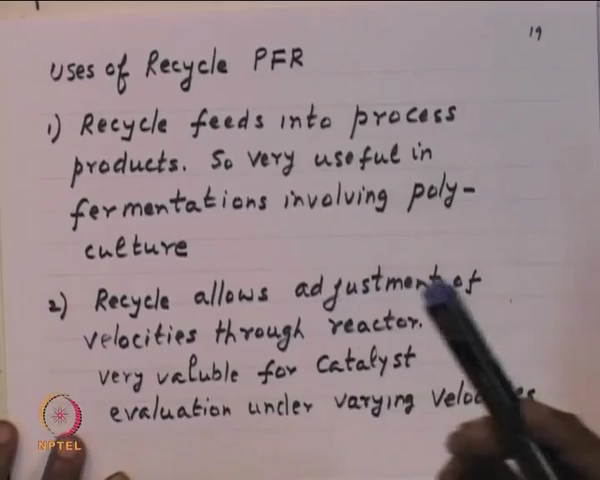 19
Uses of Recycle PFR
1) Recycle feeds into process
products. So very useful in
fermentations involving poly-
culture
2) Recycle allows adjustment of
velocities through reactor.
very valuble for Catalyst
evaluation under varying
NPTEL